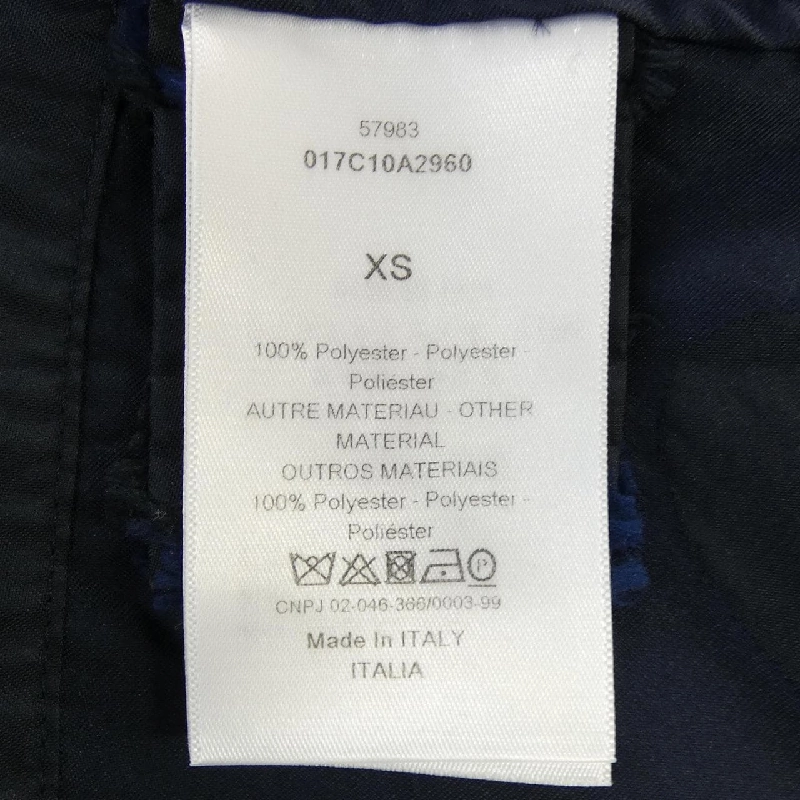 57983
017C10A2960
XS
100% Polyester - Polyester -
Poliéster
AUTRE MATERIAU - OTHER
MATERIAL
OUTROS MATERIAIS
100% Polyester - Polyester -
Poliéster
P
CNPJ 02-046-366/0003-99
Made In ITALY
ITALIA